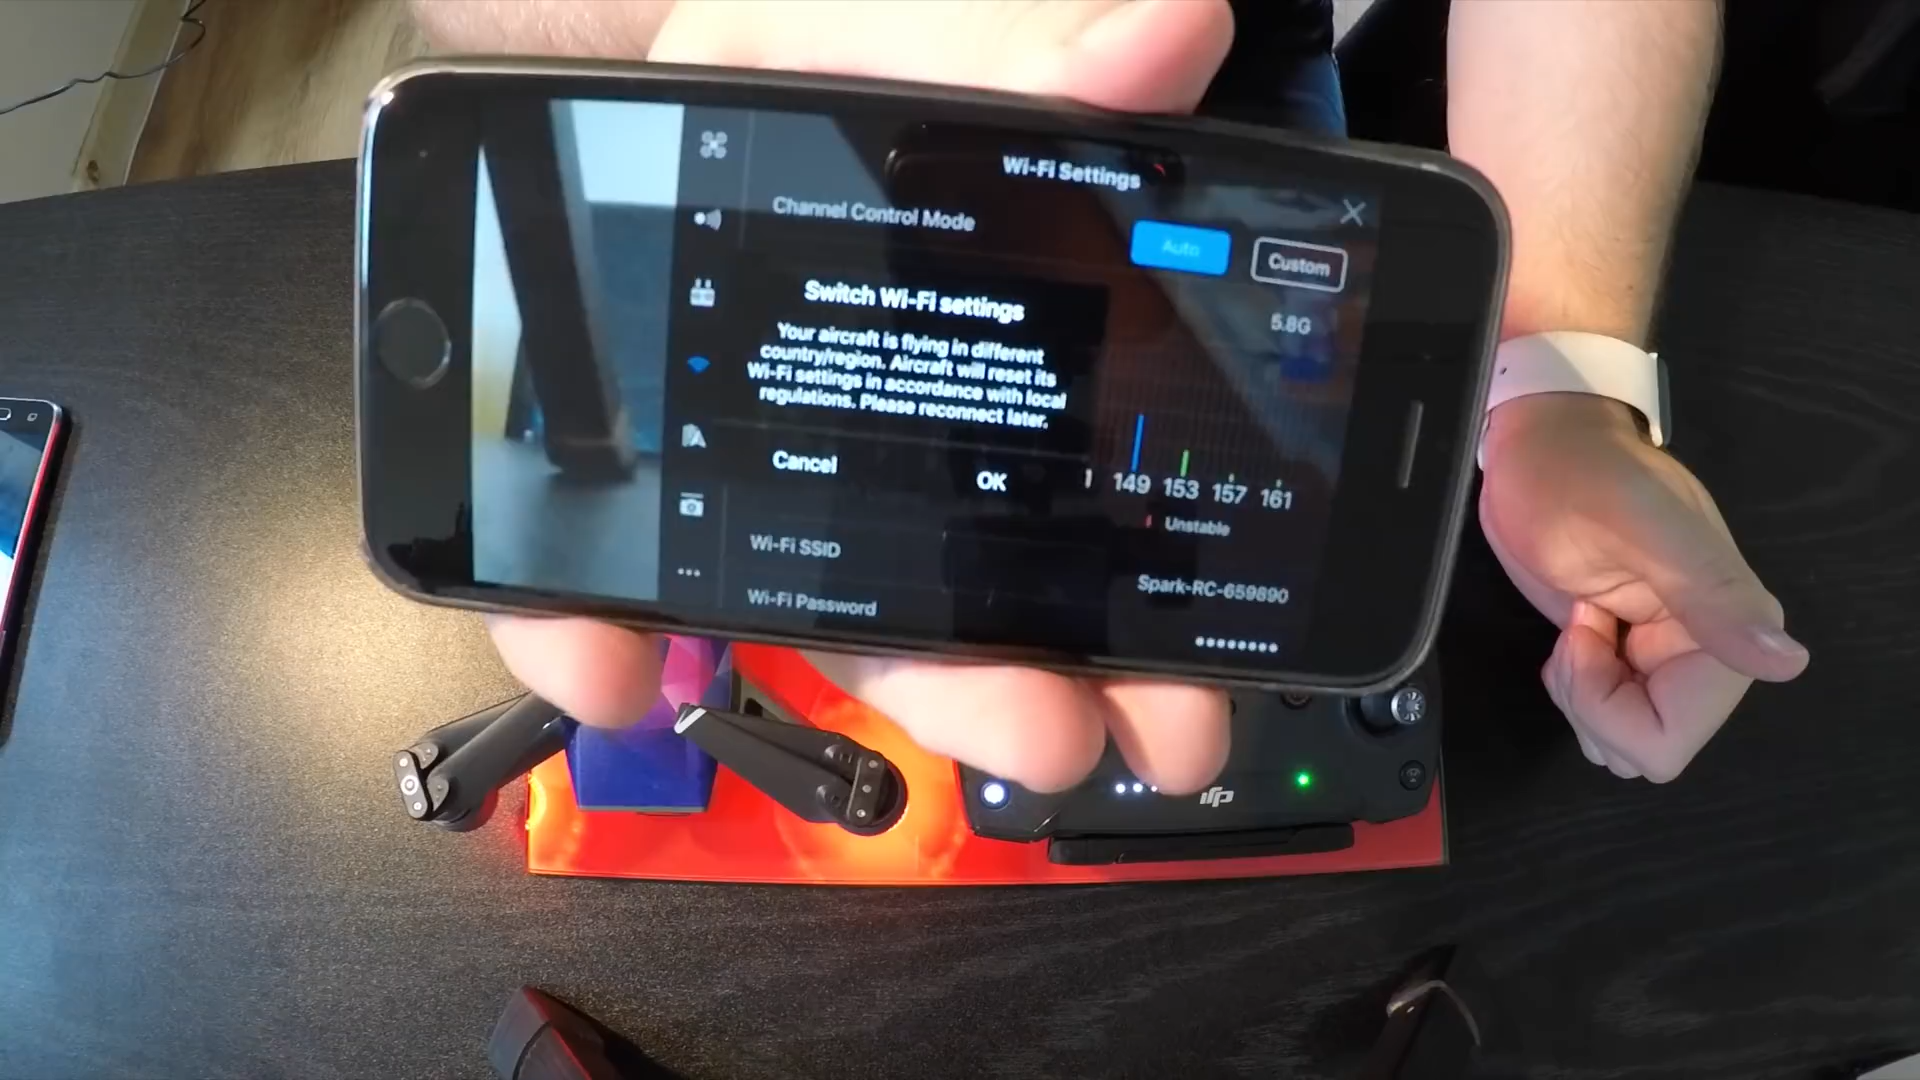 Wi-Fi Settings
Channel Control Mode
Auto
Custom
Switch Wi-Fi settings
Your aircraft is flying in different
country/region. Aircraft will reset its
Wi-Fi settings in accordance with local
regulations. Please reconnect later.
Cancel
OK
5.8G
149 153 157 161
Unstable
Wi-Fi SSID
Spark-RC-659890
Wi-Fi Password
••••••••
dji